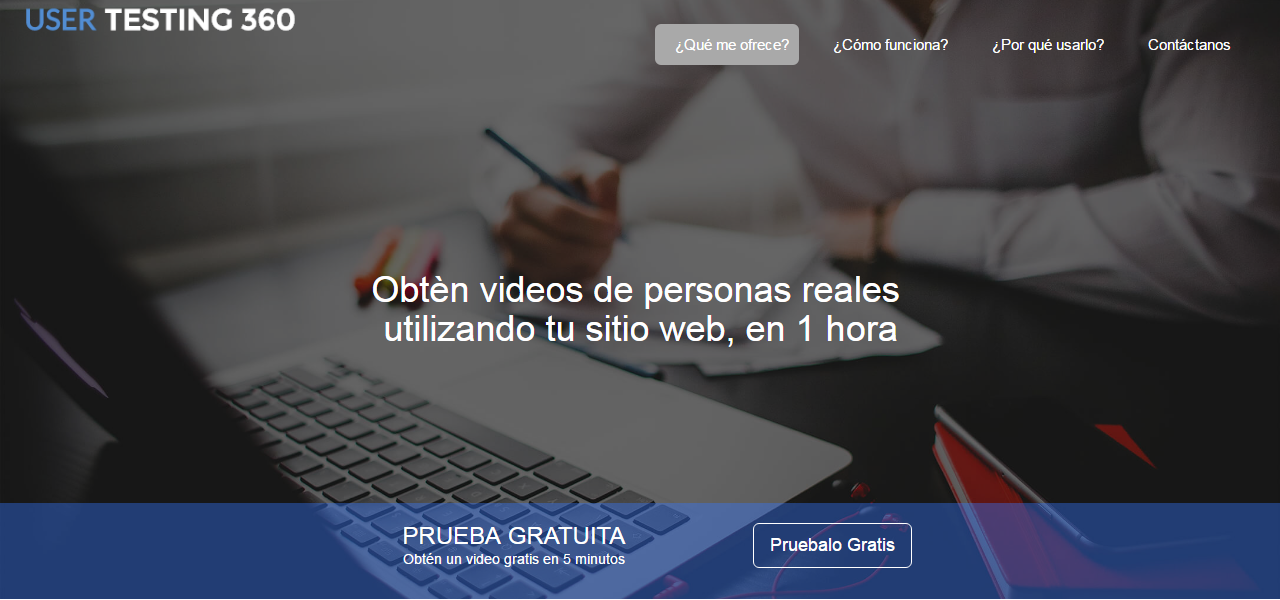 USER TESTING 360
¿Qué me ofrece? ¿Cómo funciona? ¿Por qué usarlo? Contáctanos
Obtèn videos de personas reales
utilizando tu sitio web, en 1 hora
PRUEBA GRATUITA
Obtén un video gratis en 5 minutos
Pruebalo Gratis